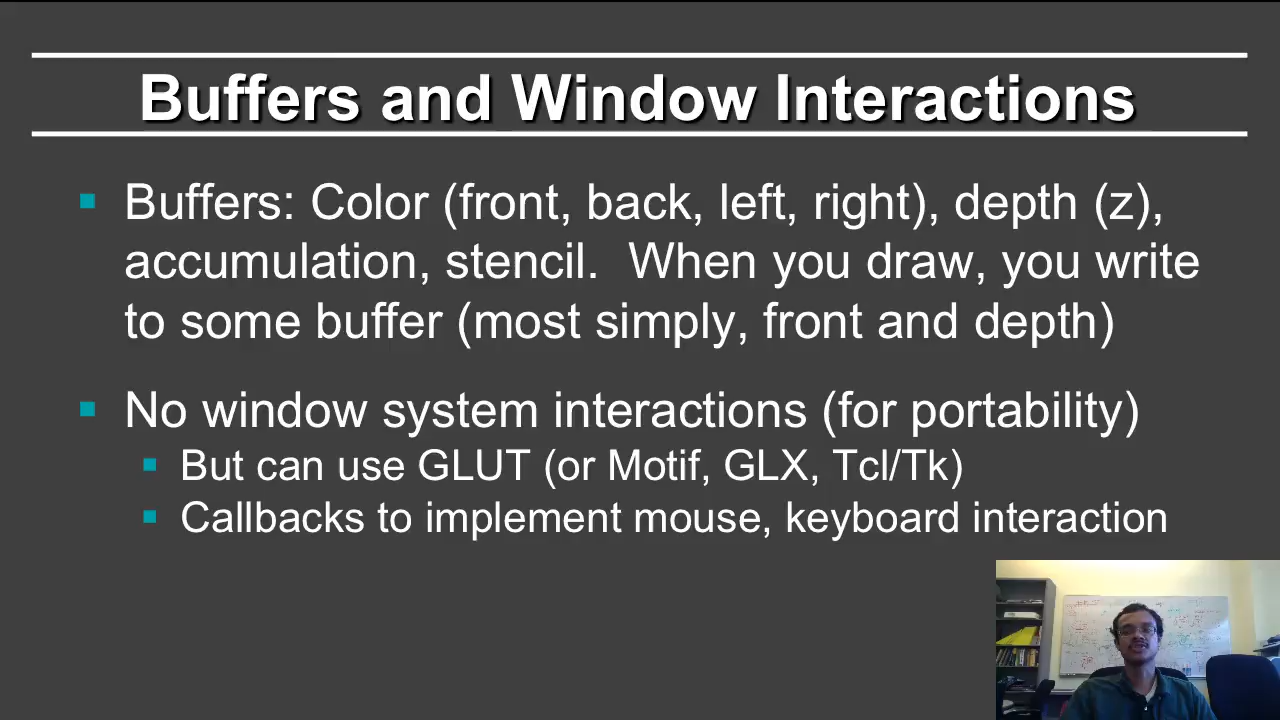 Buffers and Window Interactions
Buffers: Color (front, back, left, right), depth (z),
accumulation, stencil.  When you draw, you write
to some buffer (most simply, front and depth)
No window system interactions (for portability)
But can use GLUT (or Motif, GLX, Tcl/Tk)
Callbacks to implement mouse, keyboard interaction